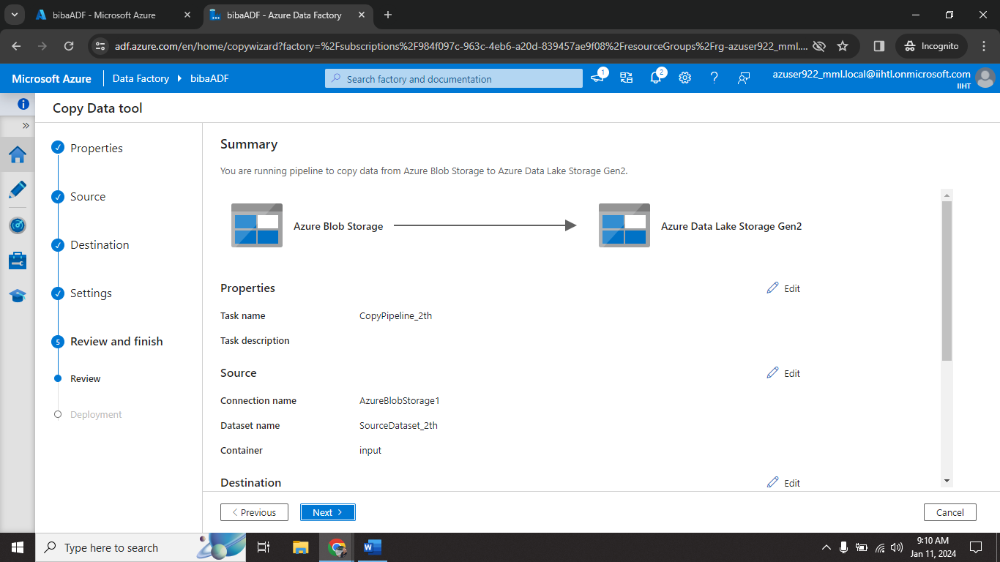 bibaADF - Microsoft Azure
bibaADF - Azure Data Factory
adf.azure.com/en/home/copywizard?factory=%2Fsubscriptions%2F984f097c-963c-4eb6-a20d-839457ae9f08%2FresourceGroups%2Frg-azuser922_mml....
Incognito
Microsoft Azure
Data Factory
bibaADF
Search factory and documentation
1
2
azuser922_mml.local@iihtl.onmicrosoft.com
IIHT
Copy Data tool
Properties
Source
Destination
Settings
5
Review and finish
Review
Deployment
Summary
You are running pipeline to copy data from Azure Blob Storage to Azure Data Lake Storage Gen2.
Azure Blob Storage
Azure Data Lake Storage Gen2
Properties
Edit
Task name
CopyPipeline_2th
Task description
Source
Edit
Connection name
AzureBlobStorage1
Dataset name
SourceDataset_2th
Container
input
Destination
Edit
< Previous
Next >
Cancel
Type here to search
9:10 AM
Jan 11, 2024